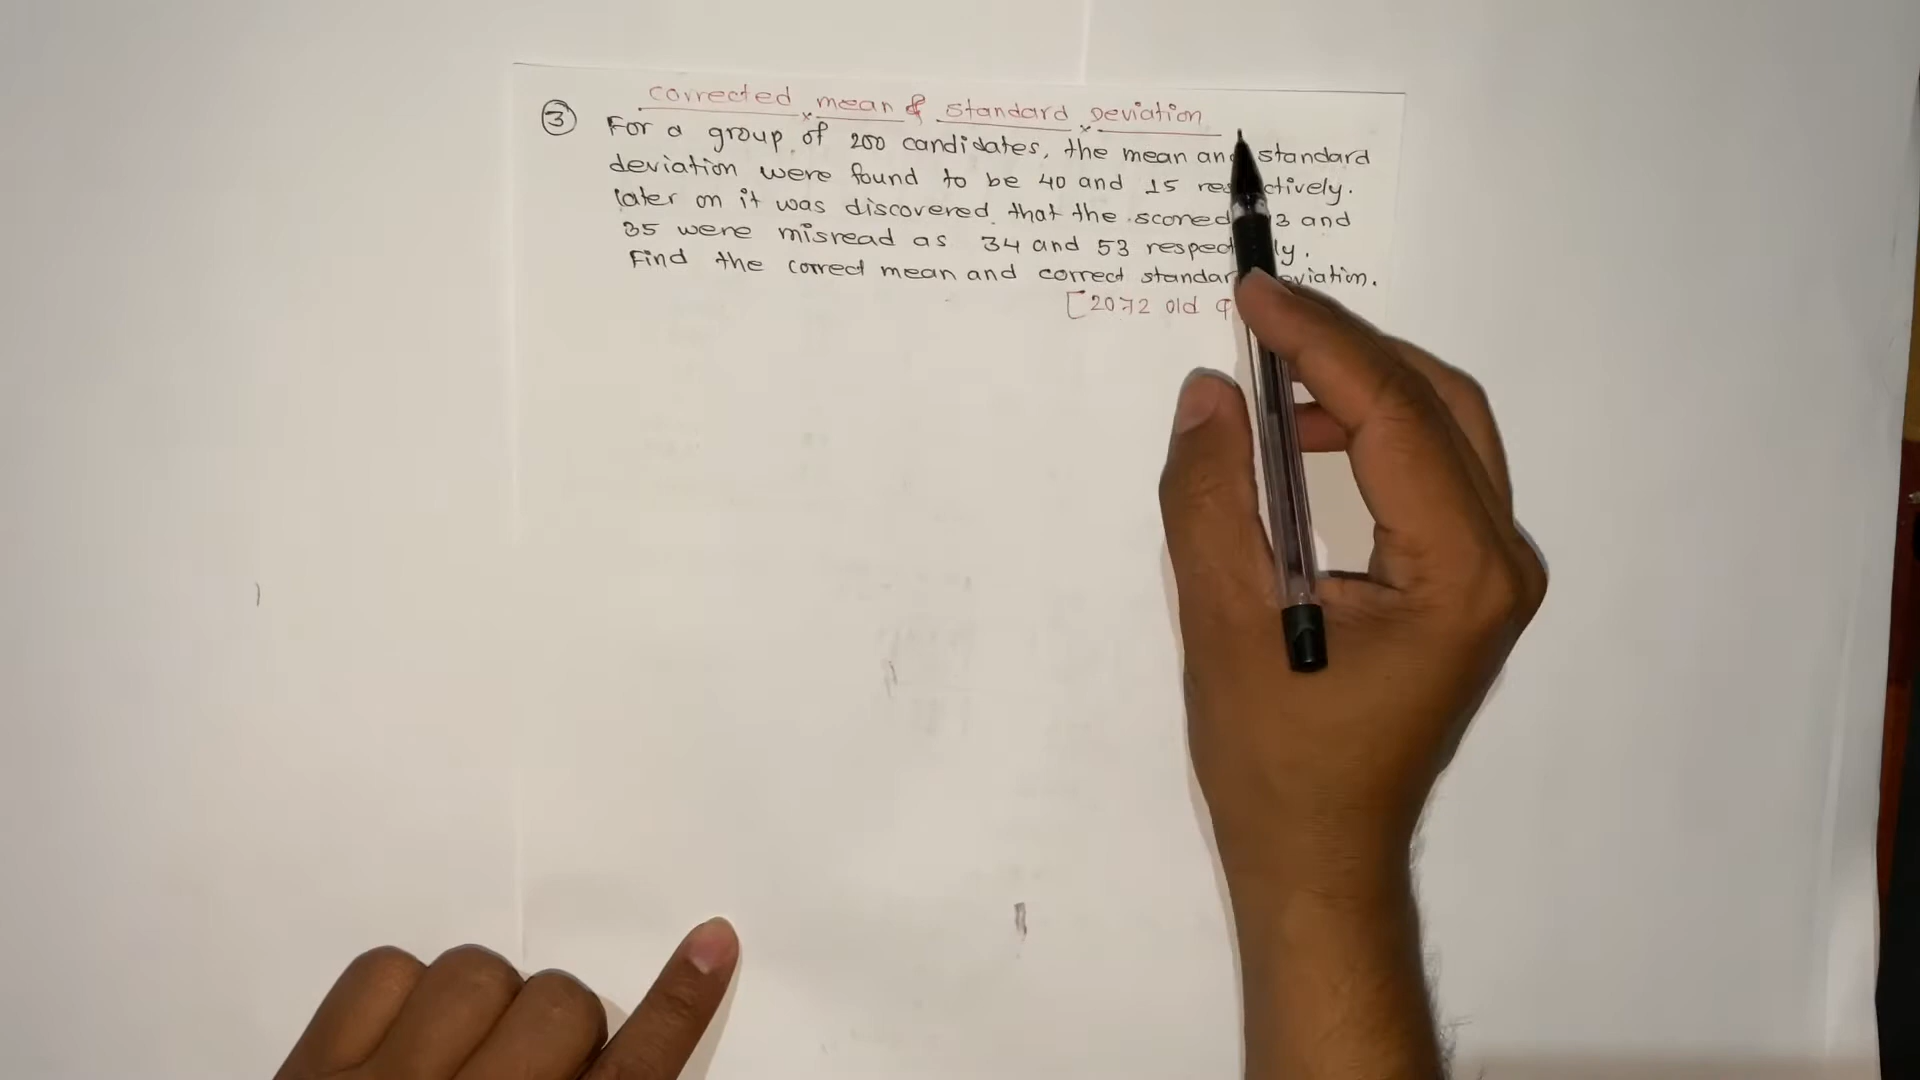 corrected mean & standard Deviation
③ For a group of 200 candidates, the mean and standard
deviation were found to be 40 and 15 respectively.
later on it was discovered that the scored 3 and
35 were misread as 34 and 53 respectively.
Find the correct mean and correct standard deviation.
[2072 old q